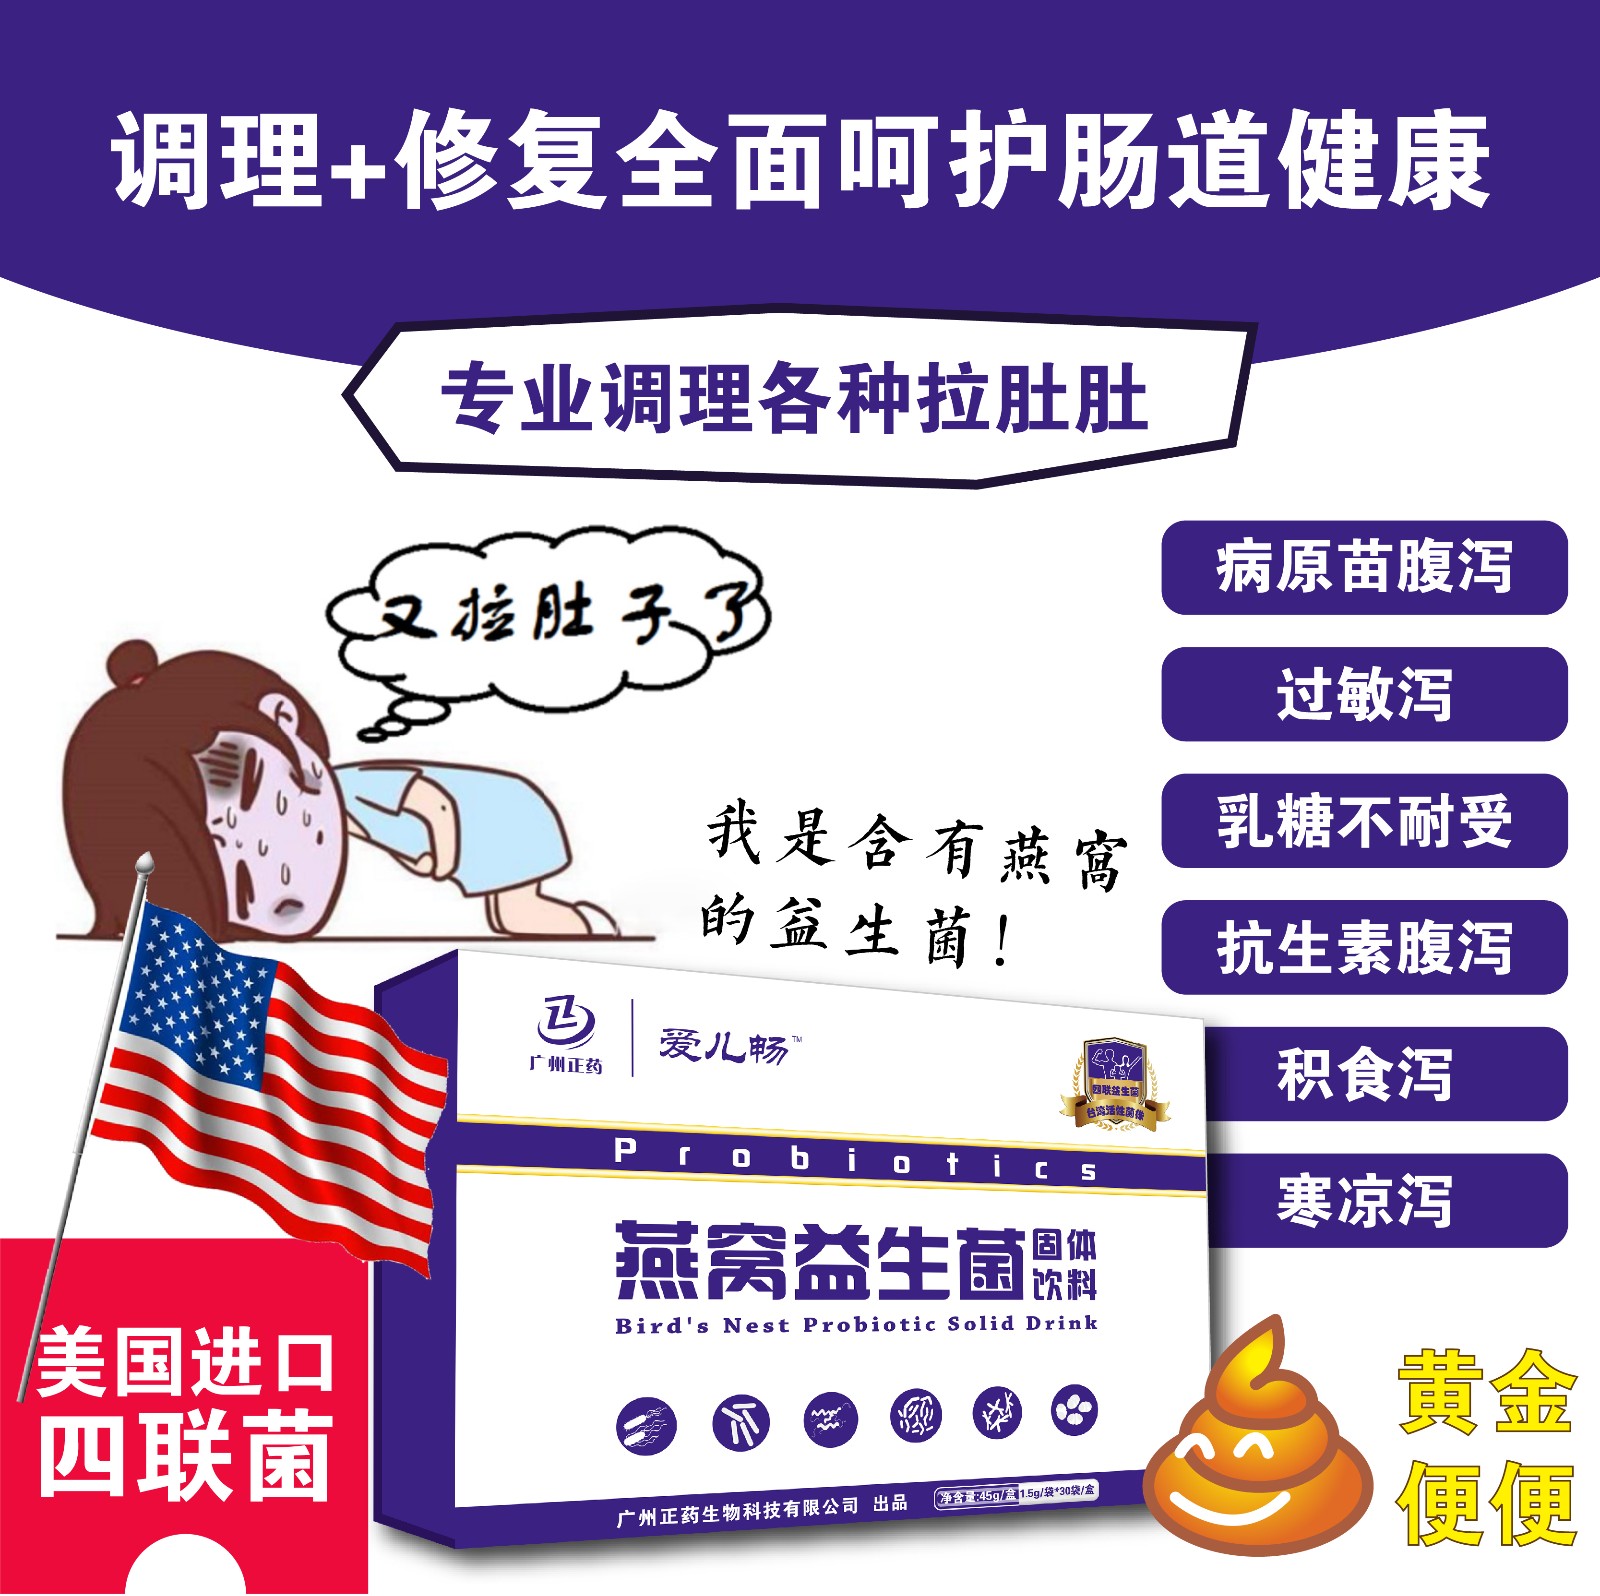 调理+修复全面呵护肠道健康
专业调理各种拉肚肚
又拉肚子了
病原苗腹泻
过敏泻
乳糖不耐受
抗生素腹泻
积食泻
寒凉泻
我是含有燕窝
的益生菌！
广州正药
爱儿畅™
四联益生菌
台湾活性菌株
Probiotics
燕窝益生菌固体
饮料
Bird's Nest Probiotic Solid Drink
广州正药生物科技有限公司 出品
净含量:45g/盒 1.5g/袋*30袋/盒
美国进口
四联菌
黄金
便便